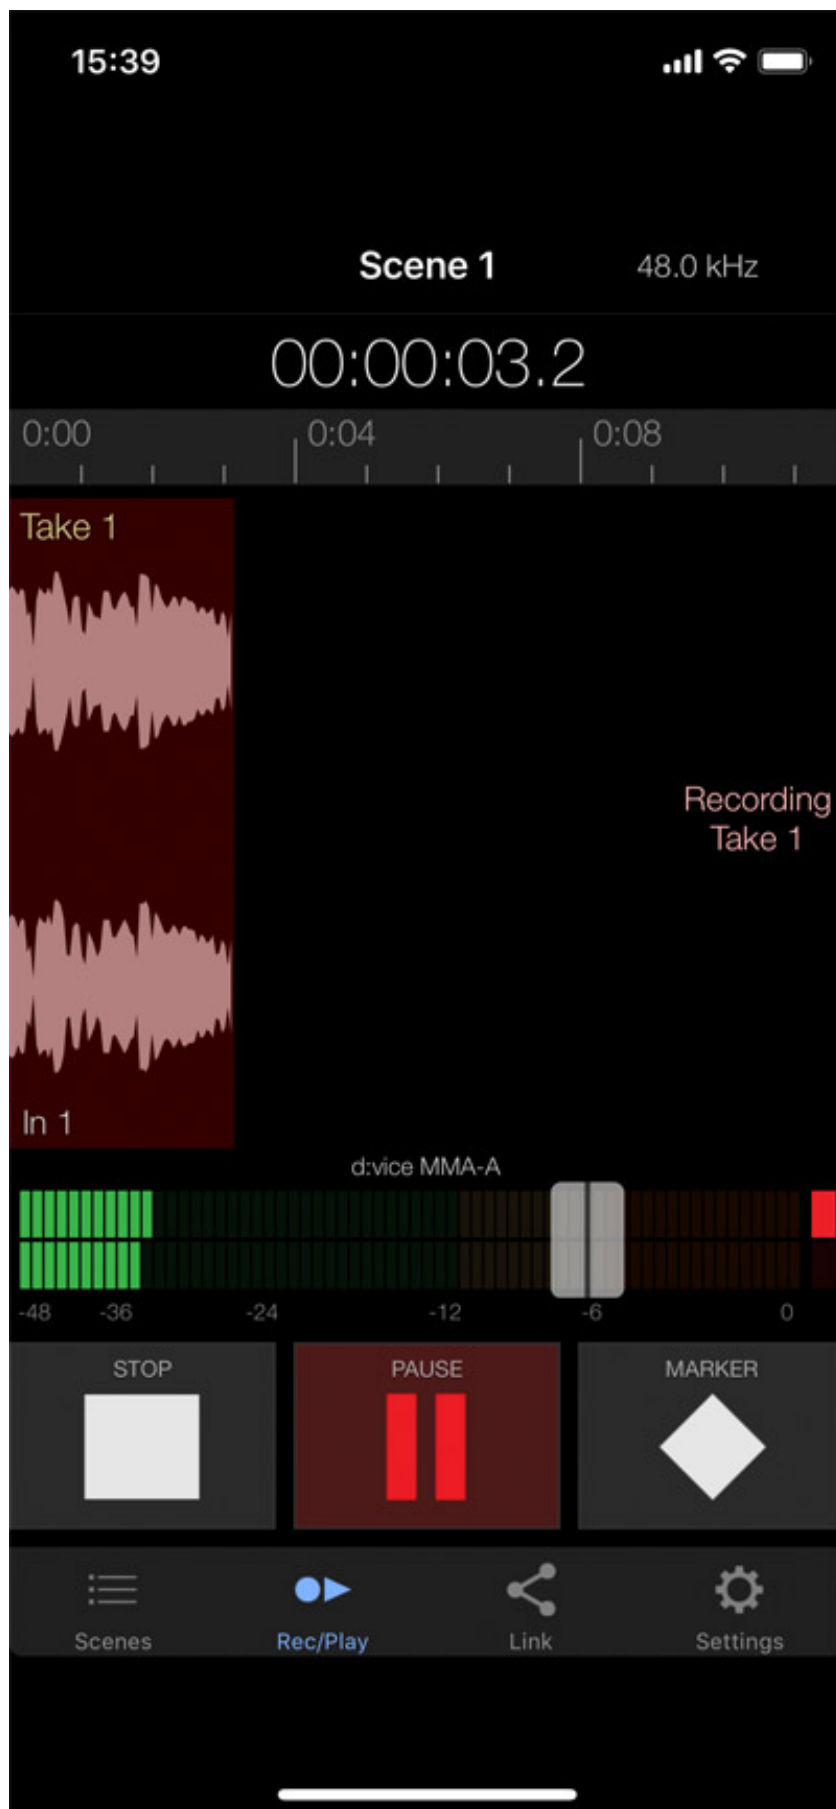 15:39
Scene 1 48.0 kHz
00:00:03.2
0:00 0:04 0:08
Take 1
Recording
Take 1
In 1
d:vice MMA-A
-48 -36 -24 -12 -6 0
STOP PAUSE MARKER
Scenes Rec/Play Link Settings